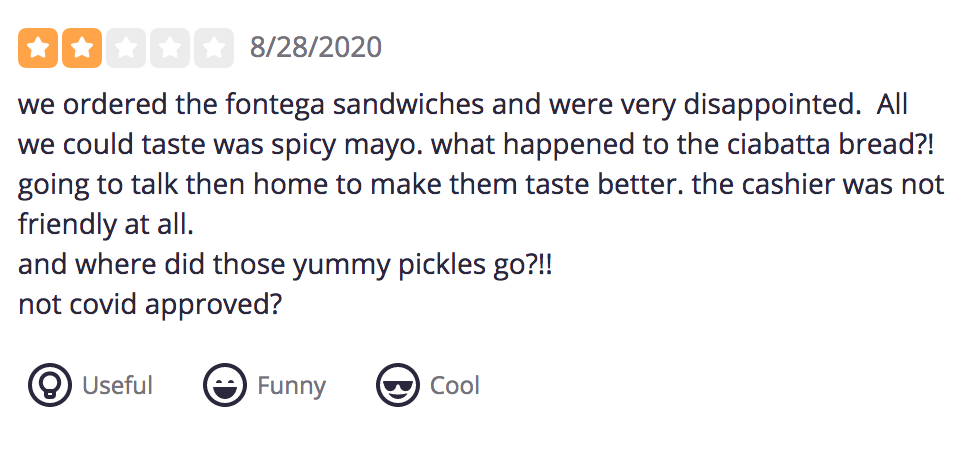 8/28/2020
we ordered the fontega sandwiches and were very disappointed.  All
we could taste was spicy mayo. what happened to the ciabatta bread?!
going to talk then home to make them taste better. the cashier was not
friendly at all.
and where did those yummy pickles go?!!
not covid approved?
Useful Funny Cool